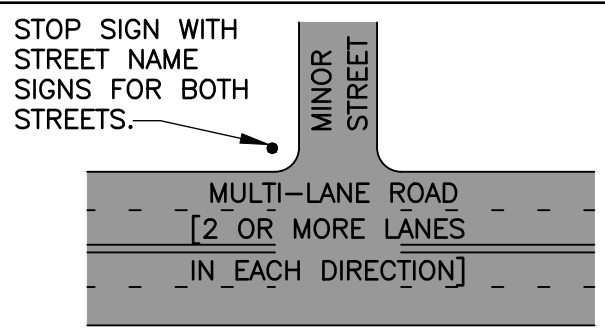 STOP SIGN WITH
STREET NAME
SIGNS FOR BOTH
STREETS.
MINOR
STREET
MULTI-LANE ROAD
[2 OR MORE LANES
IN EACH DIRECTION]